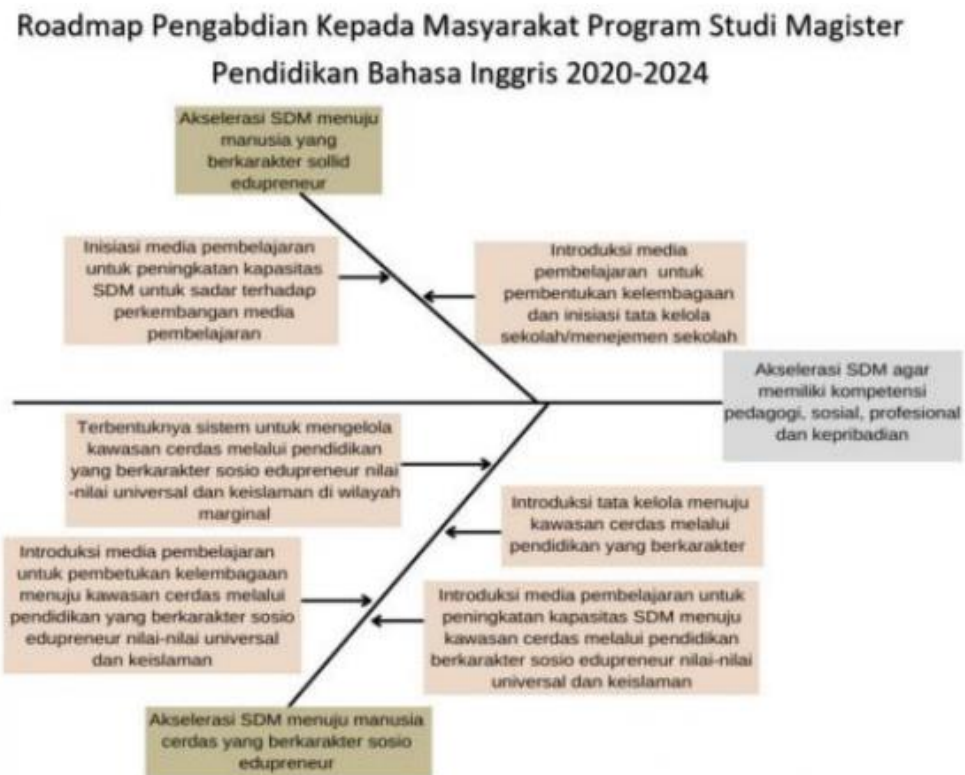 Roadmap Pengabdian Kepada Masyarakat Program Studi Magister
Pendidikan Bahasa Inggris 2020-2024
Akselerasi SDM menuju
manusia yang
berkarakter sollid
edupreneur
Inisiasi media pembelajaran
untuk peningkatan kapasitas
SDM untuk sadar terhadap
perkembangan media
pembelajaran
Introduksi media
pembelajaran untuk
pembentukan kelembagaan
dan inisiasi tata kelola
sekolah/menejemen sekolah
Akselerasi SDM agar
memiliki kompetensi
pedagogi, sosial, profesional
dan kepribadian
Terbentuknya sistem untuk mengelola
kawasan cerdas melalui pendidikan
yang berkarakter sosio edupreneur nilai
-nilai universal dan keislaman di wilayah
marginal
Introduksi tata kelola menuju
kawasan cerdas melalui
pendidikan yang berkarakter
Introduksi media pembelajaran
untuk pembetukan kelembagaan
menuju kawasan cerdas melalui
pendidikan yang berkarakter sosio
edupreneur nilai-nilai universal
dan keislaman
Introduksi media pembelajaran untuk
peningkatan kapasitas SDM menuju
kawasan cerdas melalui pendidikan
berkarakter sosio edupreneur nilai-nilai
universal dan keislaman
Akselerasi SDM menuju manusia
cerdas yang berkarakter sosio
edupreneur